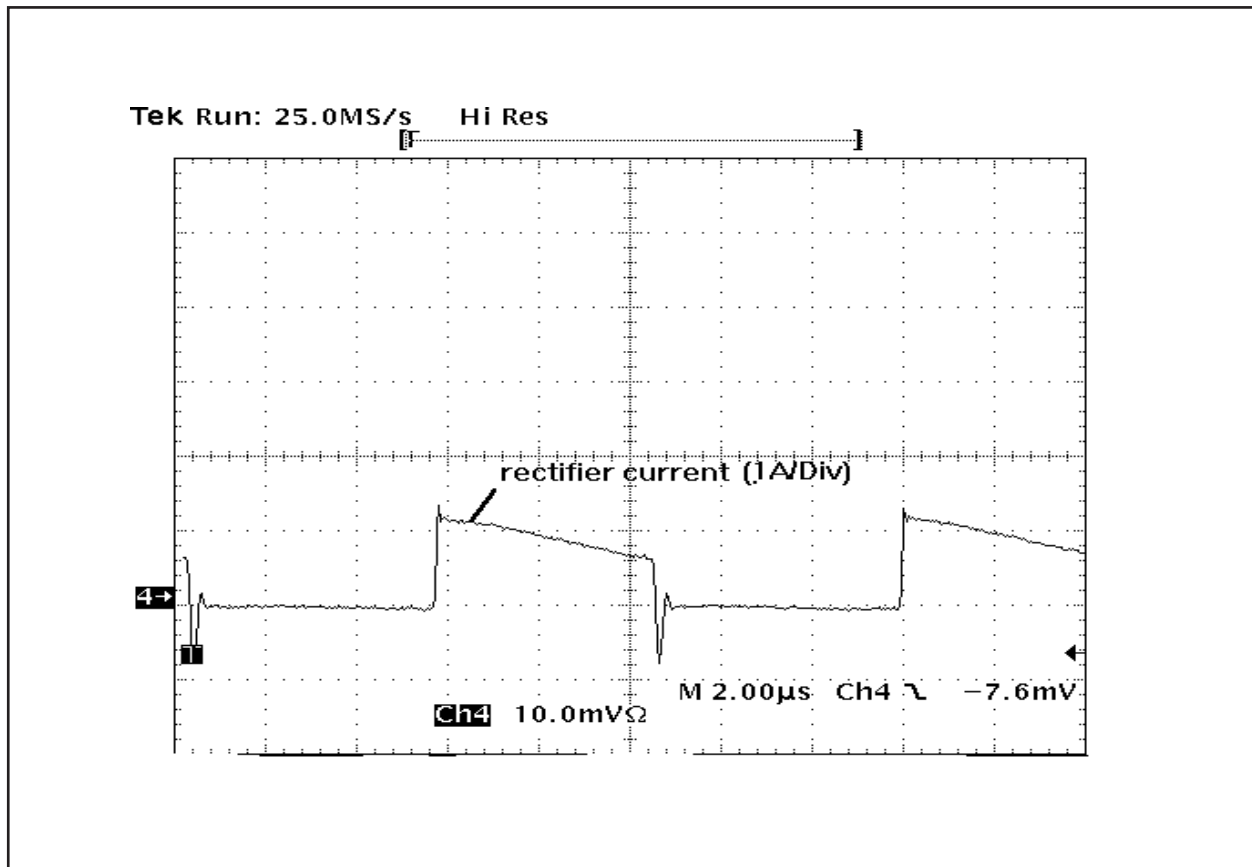 Tek Run: 25.0MS/s Hi Res
rectifier current (1A/Div)
4→
1
M 2.00µs Ch4 ⤵ −7.6mV
Ch4 10.0mVΩ